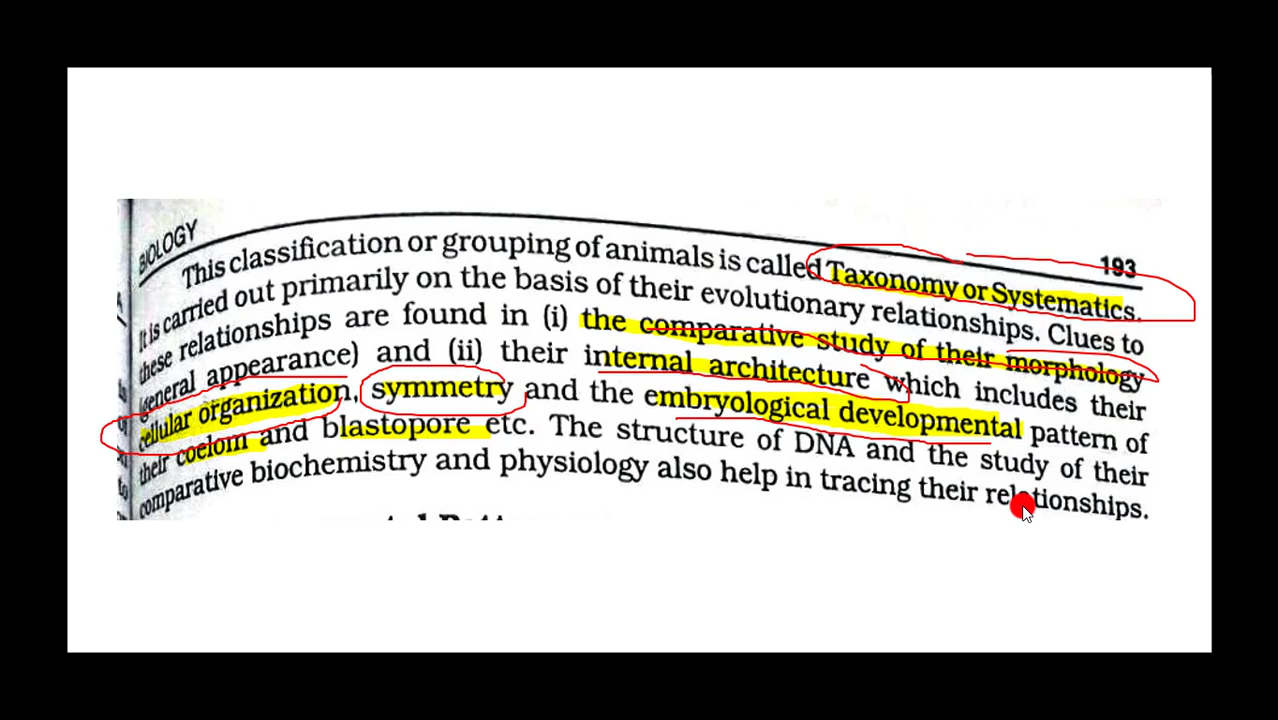 BIOLOGY
193
This classification or grouping of animals is called Taxonomy or Systematics.
It is carried out primarily on the basis of their evolutionary relationships. Clues to
these relationships are found in (i) the comparative study of their morphology
(general appearance) and (ii) their internal architecture which includes their
cellular organization, symmetry and the embryological developmental pattern of
their coelom and blastopore etc. The structure of DNA and the study of their
comparative biochemistry and physiology also help in tracing their relationships.